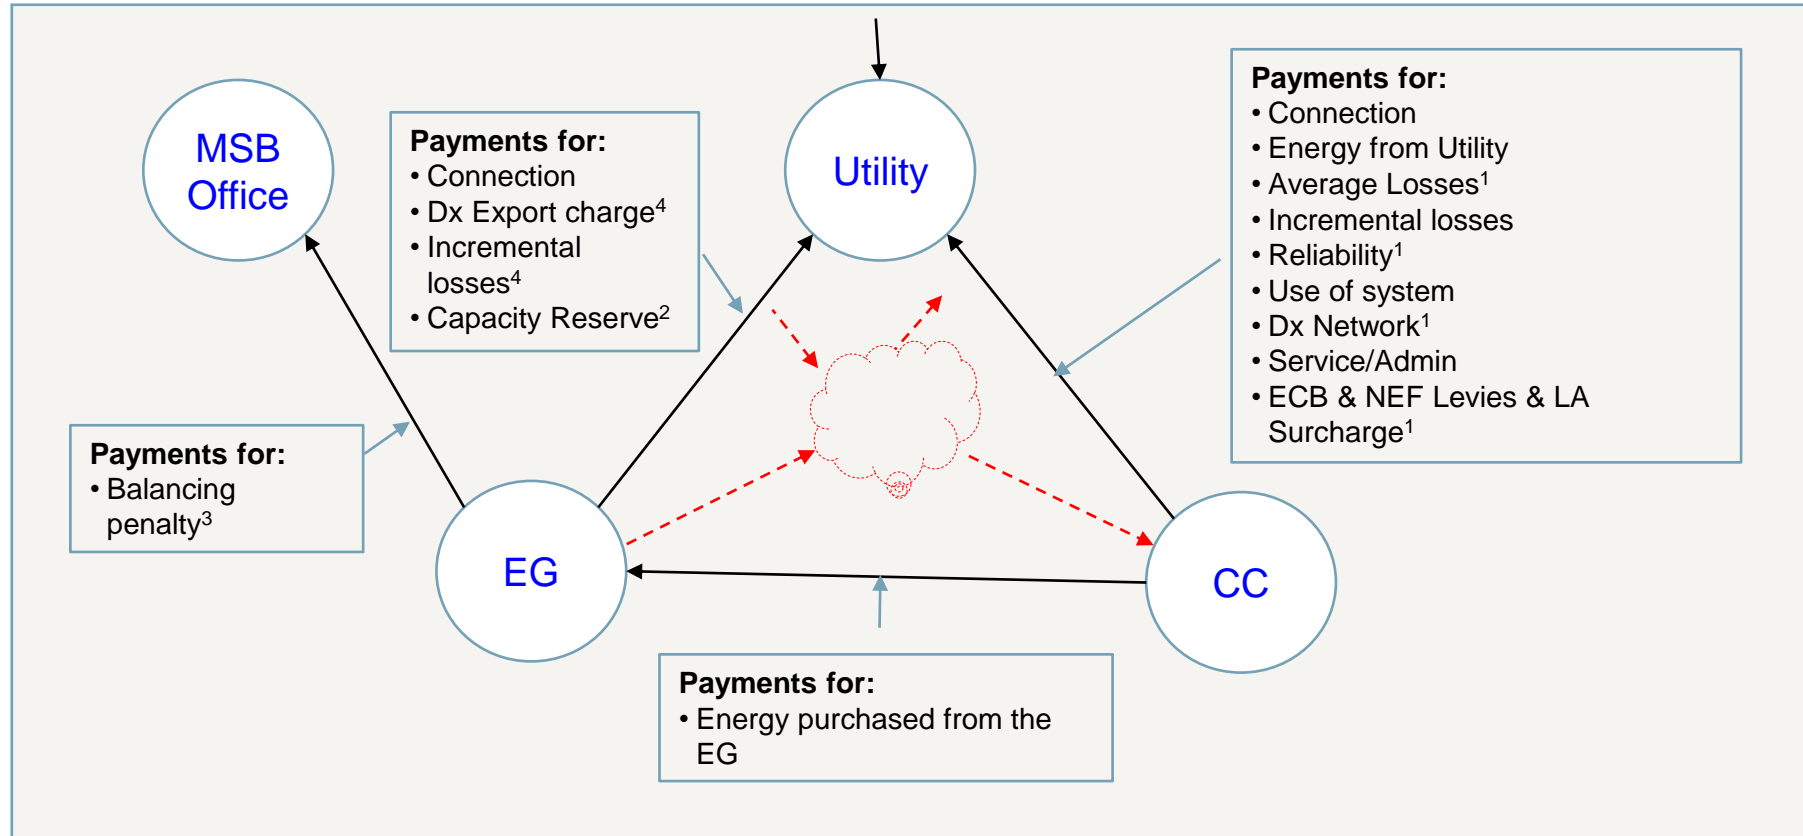 MSB
Office
Payments for:
• Connection
• Dx Export charge⁴
• Incremental
losses⁴
• Capacity Reserve²
Utility
Payments for:
• Connection
• Energy from Utility
• Average Losses¹
• Incremental losses
• Reliability¹
• Use of system
• Dx Network¹
• Service/Admin
• ECB & NEF Levies & LA
Surcharge¹
Payments for:
• Balancing
penalty³
EG
CC
Payments for:
• Energy purchased from the
EG